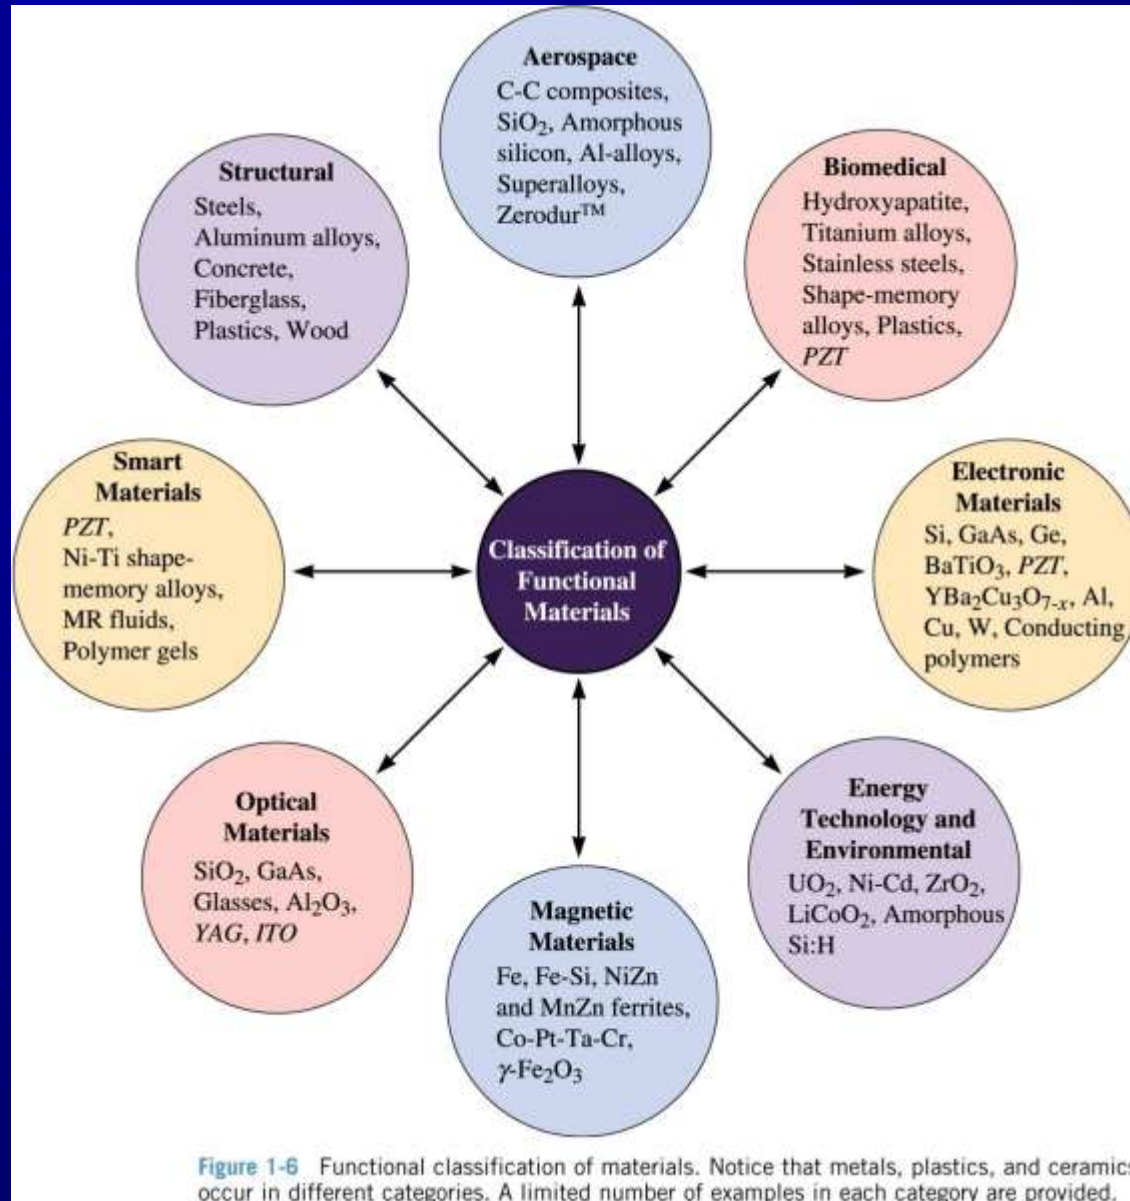 Aerospace
C-C composites,
SiO₂, Amorphous
silicon, Al-alloys,
Superalloys,
Zerodur™
Biomedical
Hydroxyapatite,
Titanium alloys,
Stainless steels,
Shape-memory
alloys, Plastics,
PZT
Structural
Steels,
Aluminum alloys,
Concrete,
Fiberglass,
Plastics, Wood
Smart
Materials
PZT,
Ni-Ti shape-
memory alloys,
MR fluids,
Polymer gels
Classification of
Functional
Materials
Electronic
Materials
Si, GaAs, Ge,
BaTiO₃, PZT,
YBa₂Cu₃O₇₋ₓ, Al,
Cu, W, Conducting
polymers
Optical
Materials
SiO₂, GaAs,
Glasses, Al₂O₃,
YAG, ITO
Magnetic
Materials
Fe, Fe-Si, NiZn
and MnZn ferrites,
Co-Pt-Ta-Cr,
γ-Fe₂O₃
Energy
Technology and
Environmental
UO₂, Ni-Cd, ZrO₂,
LiCoO₂, Amorphous
Si:H
Figure 1-6 Functional classification of materials. Notice that metals, plastics, and ceramics
occur in different categories. A limited number of examples in each category are provided.